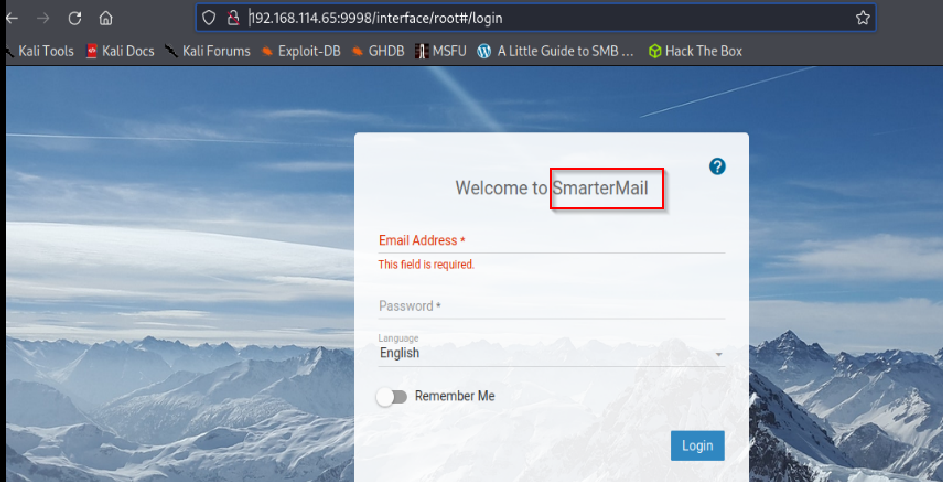 192.168.114.65:9998/interface/root#/login
Kali Tools Kali Docs Kali Forums Exploit-DB GHDB MSFU A Little Guide to SMB ... Hack The Box
?
Welcome to SmarterMail
Email Address *
This field is required.
Password *
Language
English
Remember Me
Login